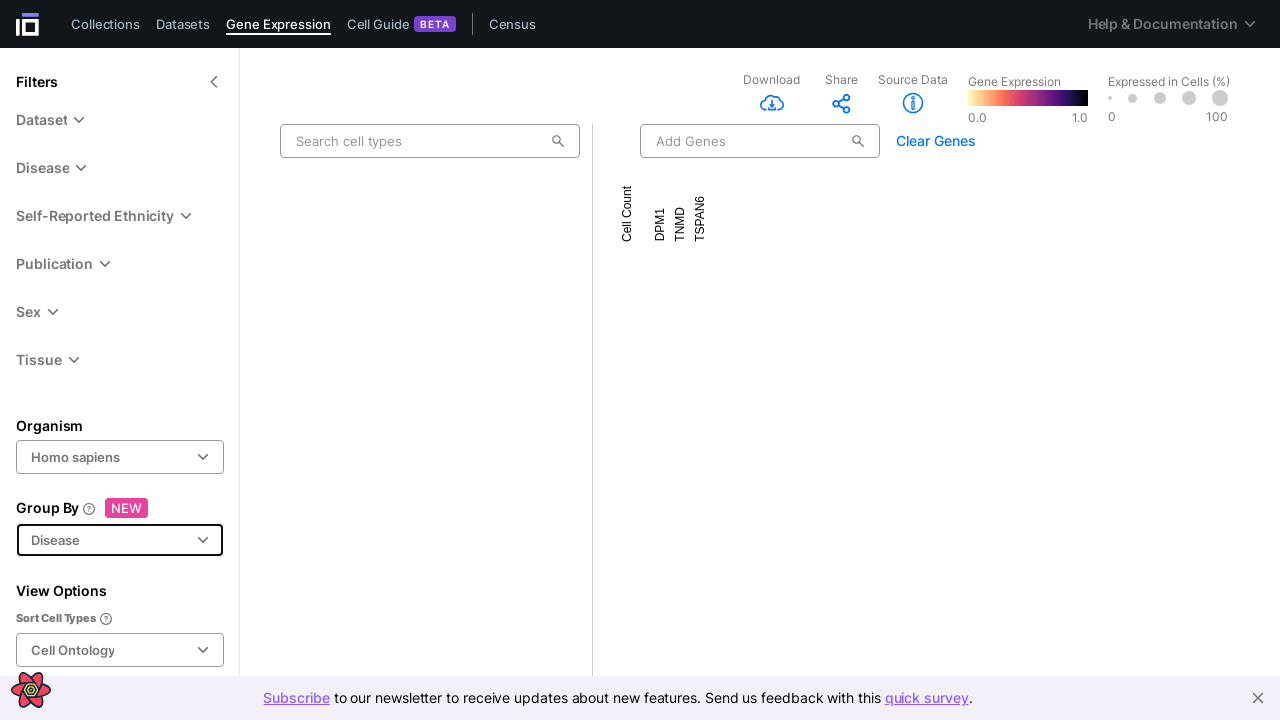 Collections Datasets Gene Expression Cell Guide BETA Census Help & Documentation
Filters
Dataset
Disease
Self-Reported Ethnicity
Publication
Sex
Tissue
Organism
Homo sapiens
Group By NEW
Disease
View Options
Sort Cell Types
Cell Ontology
Download Share Source Data
Gene Expression
0.0 1.0
Expressed in Cells (%)
0 100
Search cell types
Add Genes
Clear Genes
Cell Count
DPM1
TNMD
TSPAN6
Subscribe to our newsletter to receive updates about new features. Send us feedback with this quick survey.